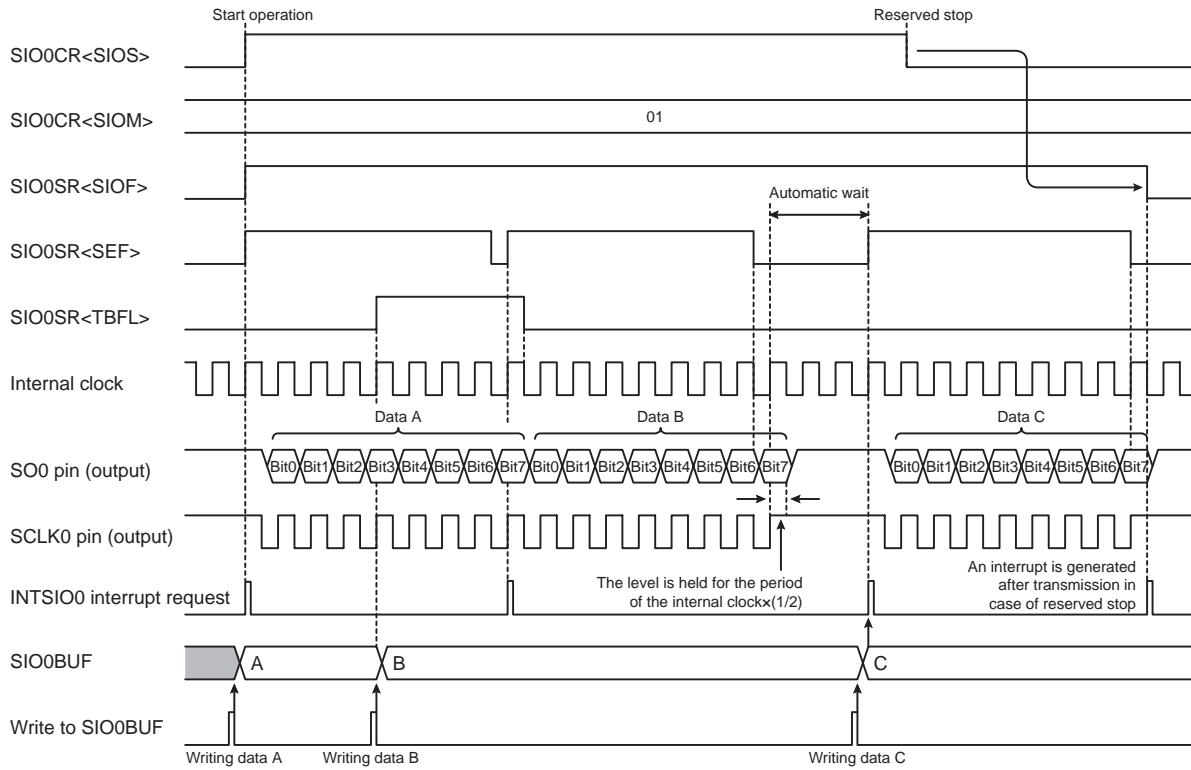 Start operation
Reserved stop
SIO0CR<SIOS>
SIO0CR<SIOM>
01
SIO0SR<SIOF>
Automatic wait
SIO0SR<SEF>
SIO0SR<TBFL>
Internal clock
Data A
Data B
Data C
SO0 pin (output)
Bit0 Bit1 Bit2 Bit3 Bit4 Bit5 Bit6 Bit7 Bit0 Bit1 Bit2 Bit3 Bit4 Bit5 Bit6 Bit7 Bit0 Bit1 Bit2 Bit3 Bit4 Bit5 Bit6 Bit7
SCLK0 pin (output)
The level is held for the period
of the internal clock×(1/2)
An interrupt is generated
after transmission in
case of reserved stop
INTSIO0 interrupt request
SIO0BUF
A
B
C
Write to SIO0BUF
Writing data A
Writing data B
Writing data C